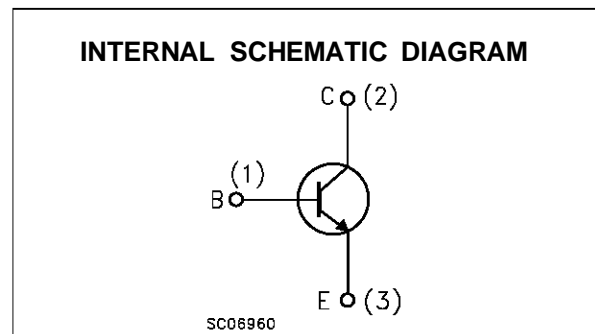 INTERNAL SCHEMATIC DIAGRAM
C (2)
(1)
B
E (3)
SC06960